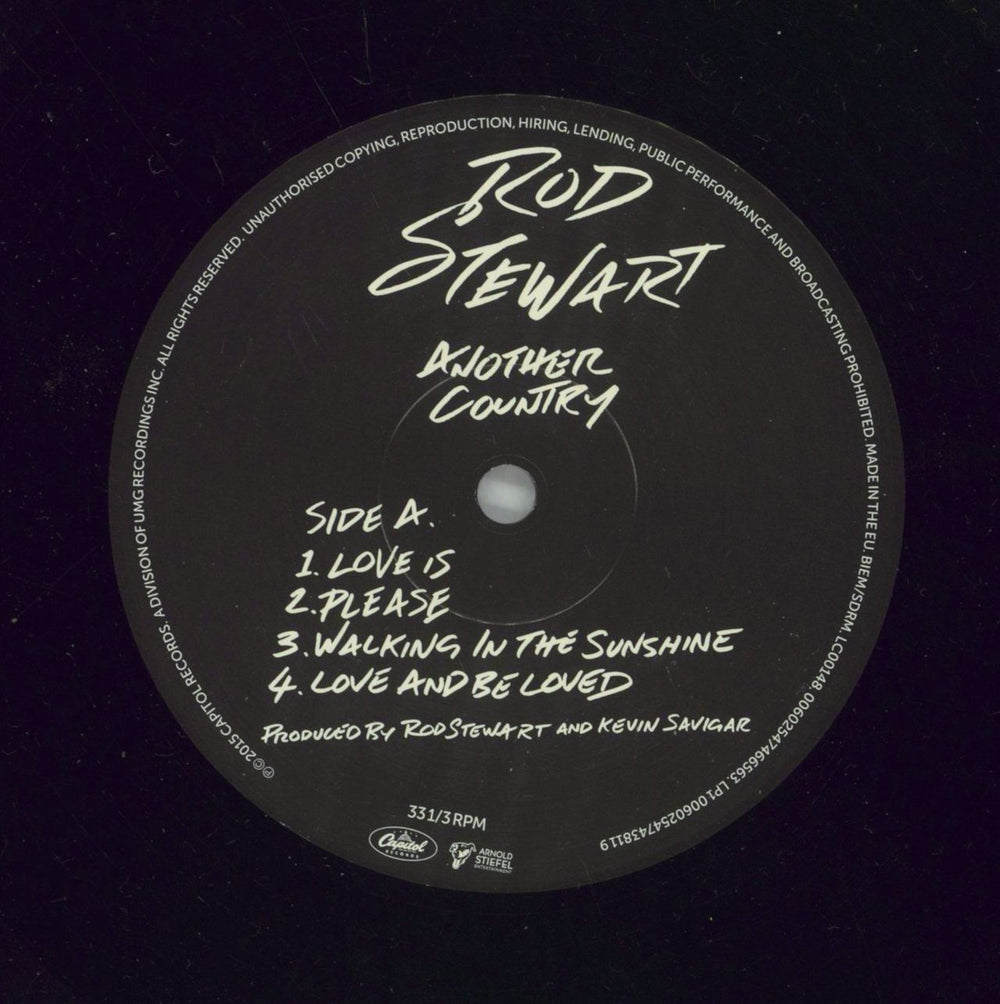 ROD
STEWART
ANOTHER
COUNTRY
SIDE A.
1. LOVE IS
2. PLEASE
3. WALKING IN THE SUNSHINE
4. LOVE AND BE LOVED
PRODUCED BY ROD STEWART AND KEVIN SAVIGAR
33 1/3 RPM
Capitol
RECORDS
ARNOLD
STIEFEL
ENTERTAINMENT
℗© 2015 CAPITOL RECORDS. A DIVISION OF UMG RECORDINGS INC. ALL RIGHTS RESERVED. UNAUTHORISED COPYING, REPRODUCTION, HIRING, LENDING, PUBLIC PERFORMANCE AND BROADCASTING PROHIBITED. MADE IN THE EU. BIEM/SDRM. LC00148. 00602547466563. LP1 00602547438119